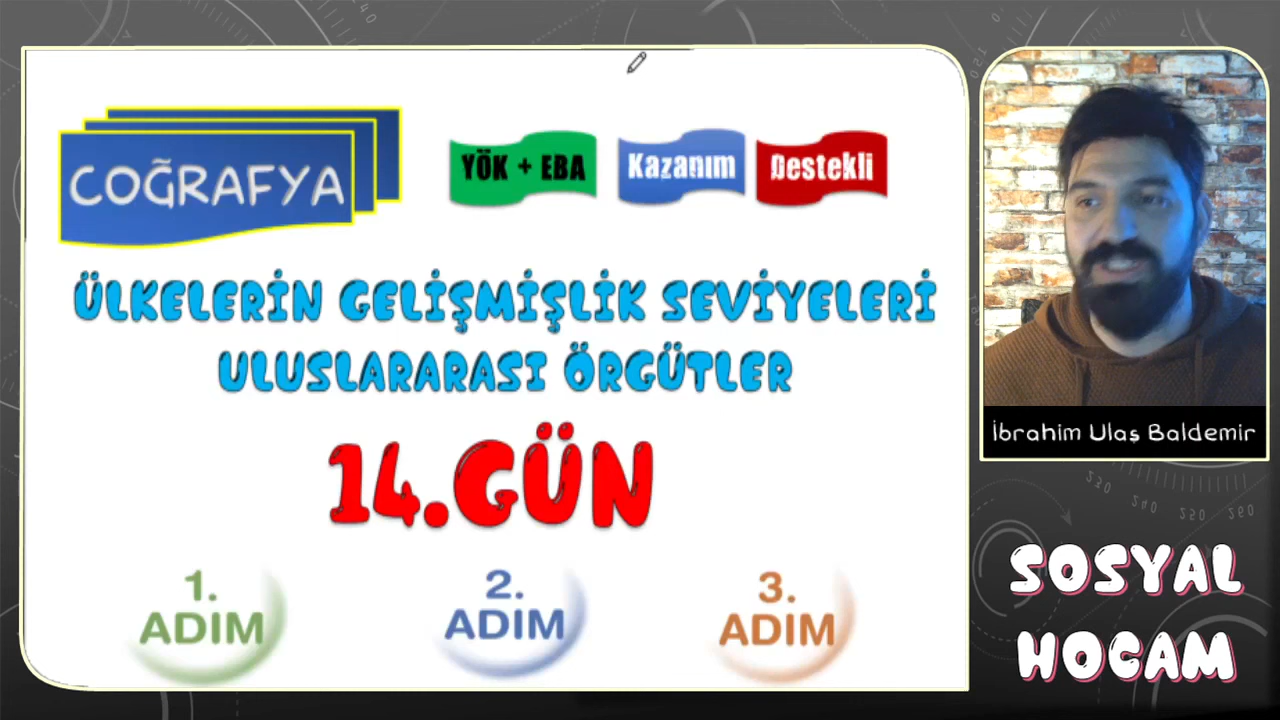 COĞRAFYA
YÖK + EBA
Kazanım
Destekli
ÜLKELERİN GELİŞMİŞLİK SEVİYELERİ
ULUSLARARASI ÖRGÜTLER
14.GÜN
1.
ADIM
2.
ADIM
3.
ADIM
İbrahim Ulaş Baldemir
SOSYAL
HOCAM